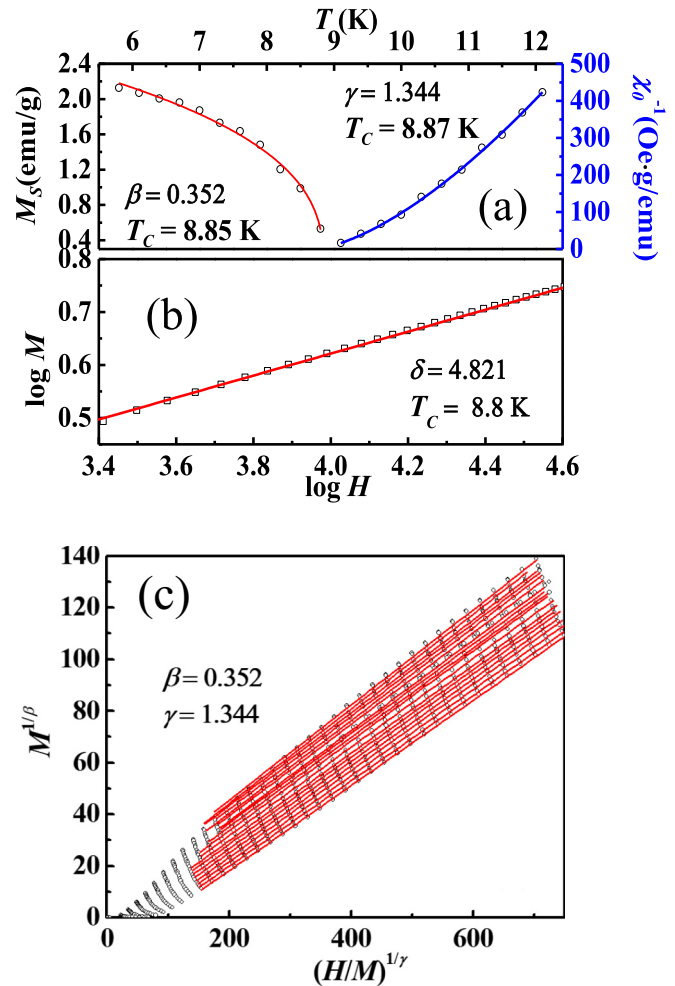 T(K)
6 7 8 9 10 11 12
2.4 500
2.0 400
1.6 300
1.2 200
0.8 100
0.4 0
M_S(emu/g)
χ_0^{-1}(Oe·g/emu)
γ = 1.344
T_C = 8.87 K
β = 0.352
T_C = 8.85 K
(a)
0.8
0.7
0.6
0.5
log M
(b)
δ = 4.821
T_C = 8.8 K
3.4 3.6 3.8 4.0 4.2 4.4 4.6
log H
140
120
100
80
60
40
20
0
M^{1/β}
(c)
β = 0.352
γ = 1.344
0 200 400 600
(H/M)^{1/γ}